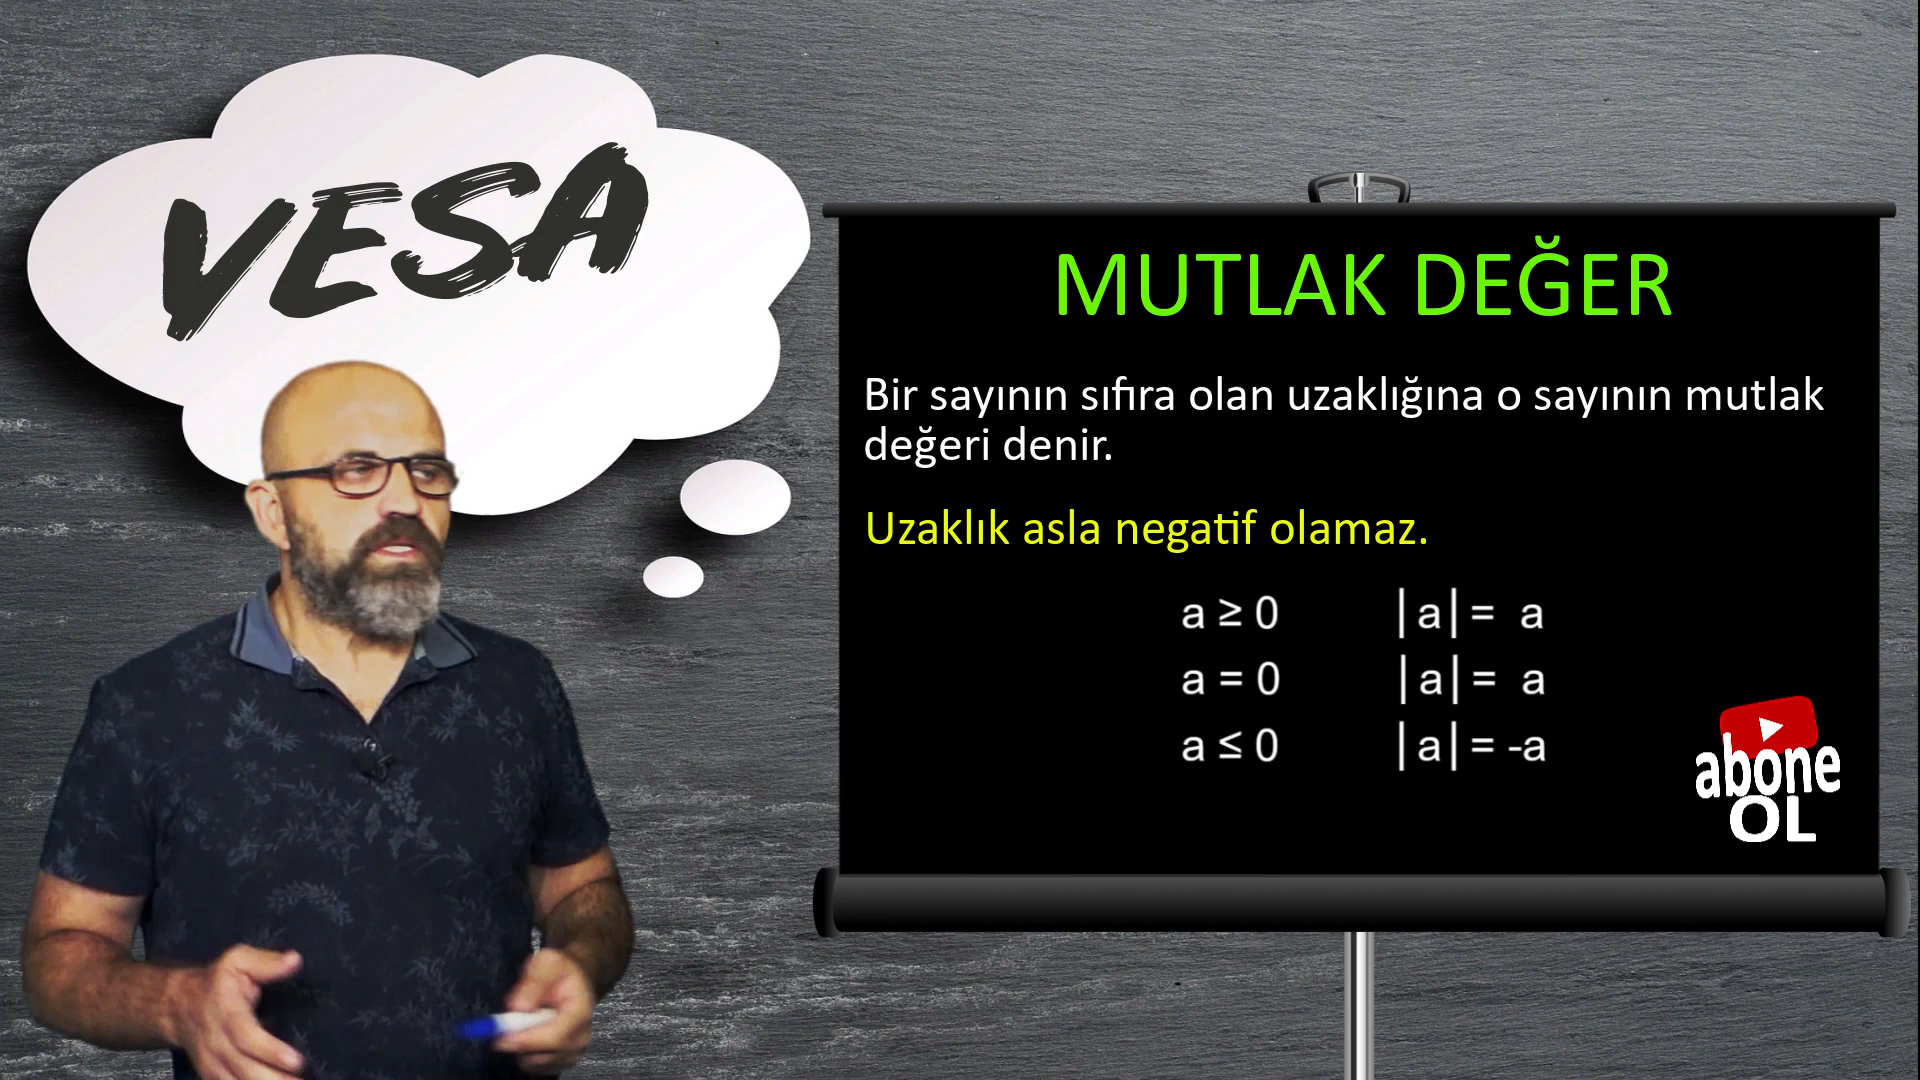 VESA
MUTLAK DEĞER
Bir sayının sıfıra olan uzaklığına o sayının mutlak
değeri denir.
Uzaklık asla negatif olamaz.
a ≥ 0 |a| = a
a = 0 |a| = a
a ≤ 0 |a| = -a
abone
OL